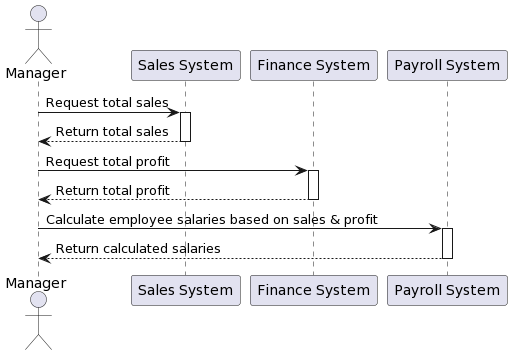 Manager
Sales System
Finance System
Payroll System
Request total sales
Return total sales
Request total profit
Return total profit
Calculate employee salaries based on sales & profit
Return calculated salaries
Manager
Sales System
Finance System
Payroll System